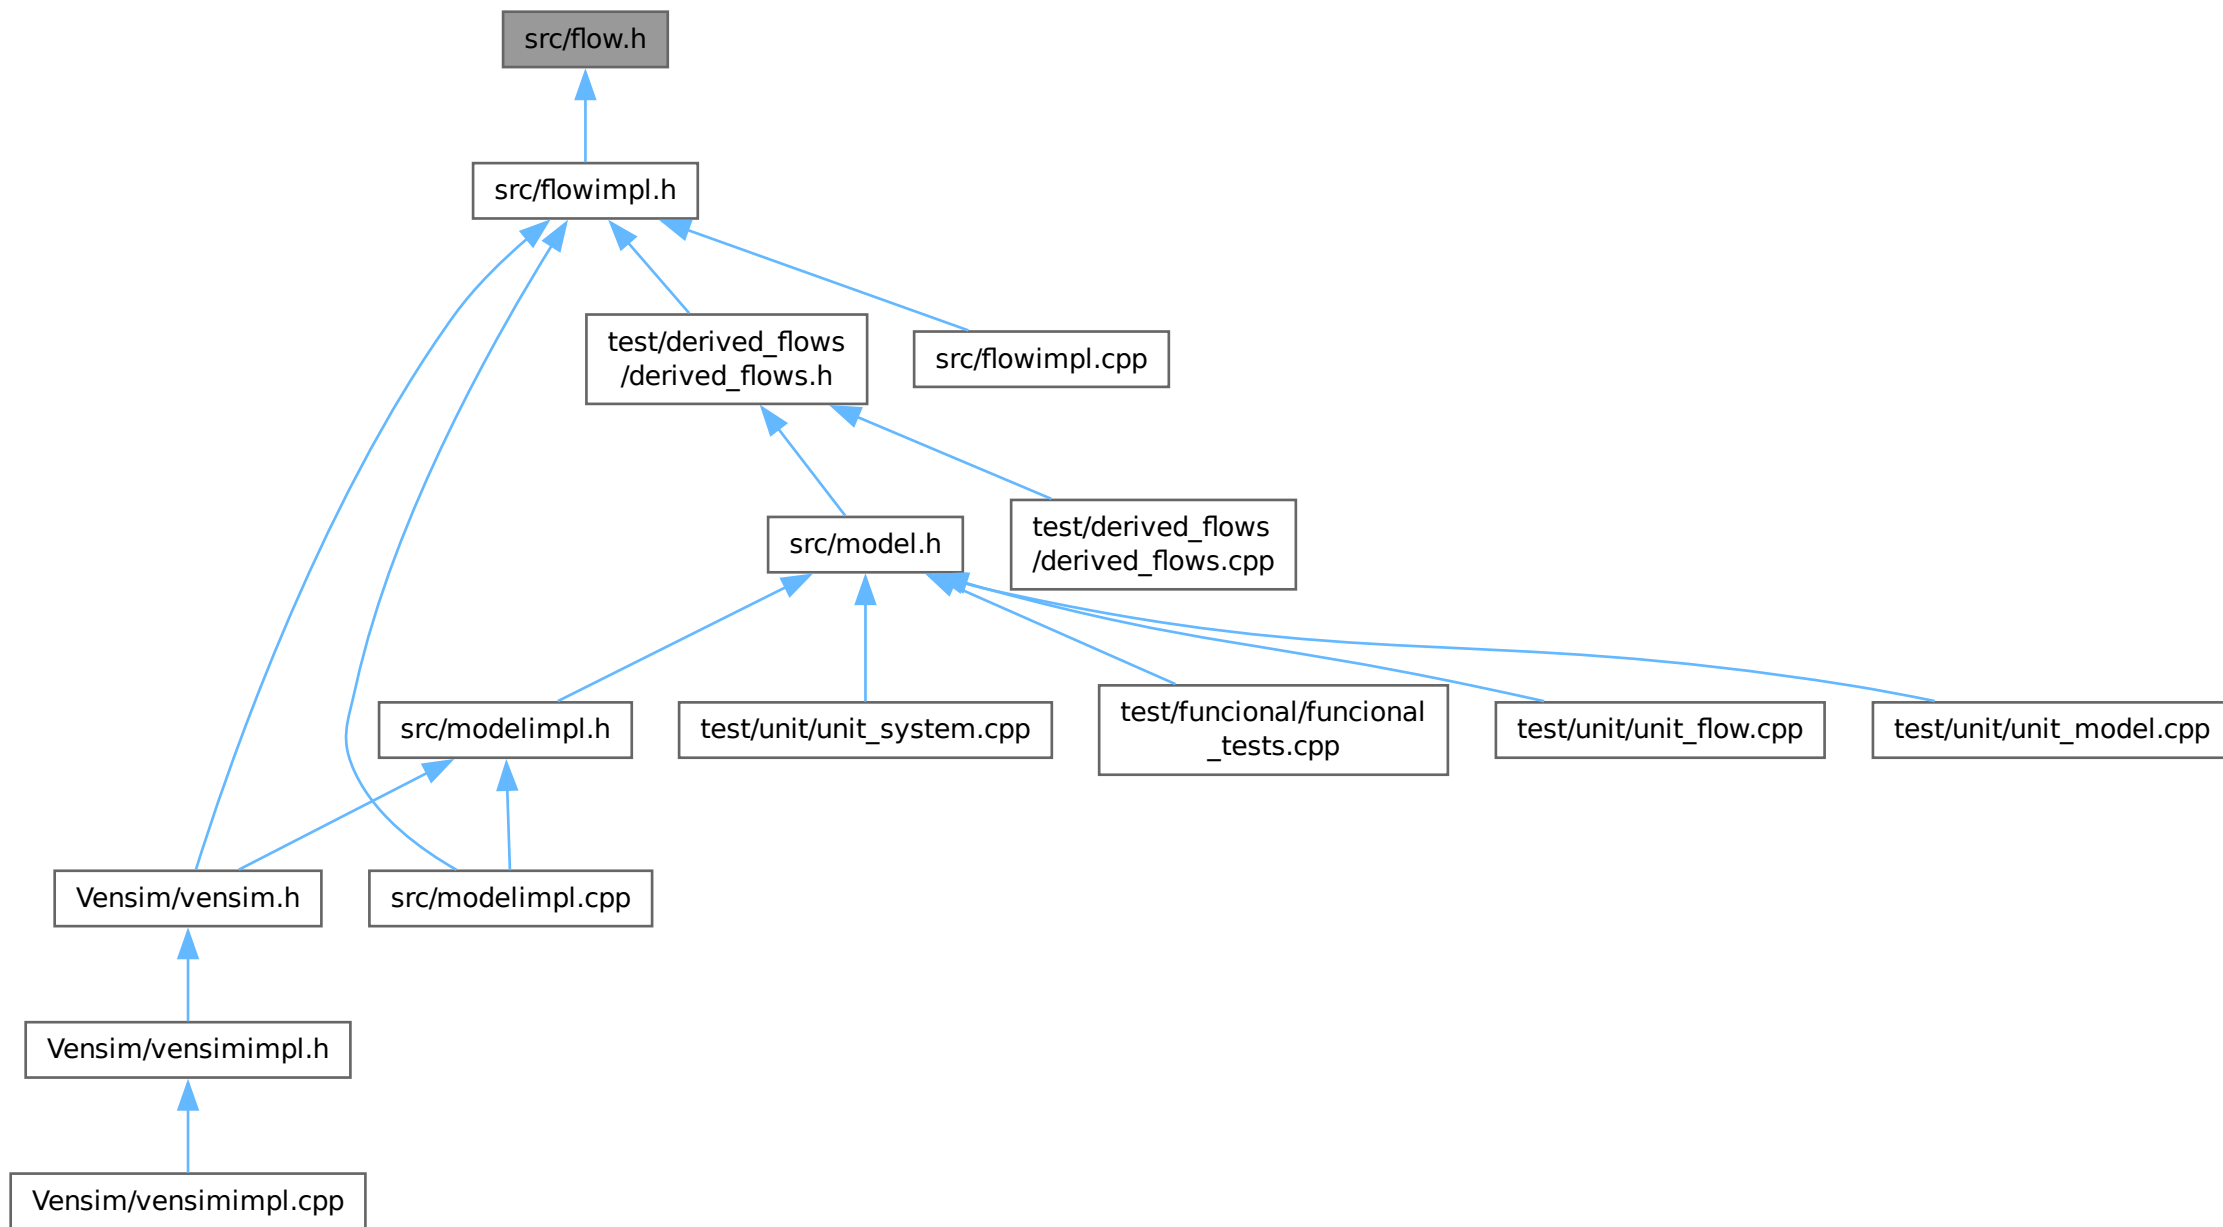 src/flow.h
src/flowimpl.h
test/derived_flows
/derived_flows.h
src/flowimpl.cpp
src/model.h
test/derived_flows
/derived_flows.cpp
src/modelimpl.h
test/unit/unit_system.cpp
test/funcional/funcional
_tests.cpp
test/unit/unit_flow.cpp
test/unit/unit_model.cpp
Vensim/vensim.h
src/modelimpl.cpp
Vensim/vensimimpl.h
Vensim/vensimimpl.cpp